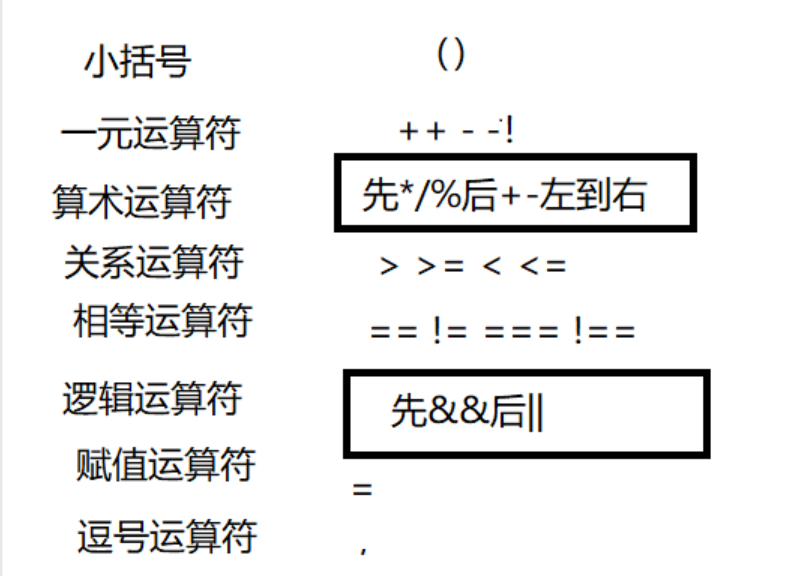 小括号 ()
一元运算符 ++ - -!
算术运算符 先*/%后+-左到右
关系运算符 > >= < <=
相等运算符 == != === !==
逻辑运算符 先&&后||
赋值运算符 =
逗号运算符 ,